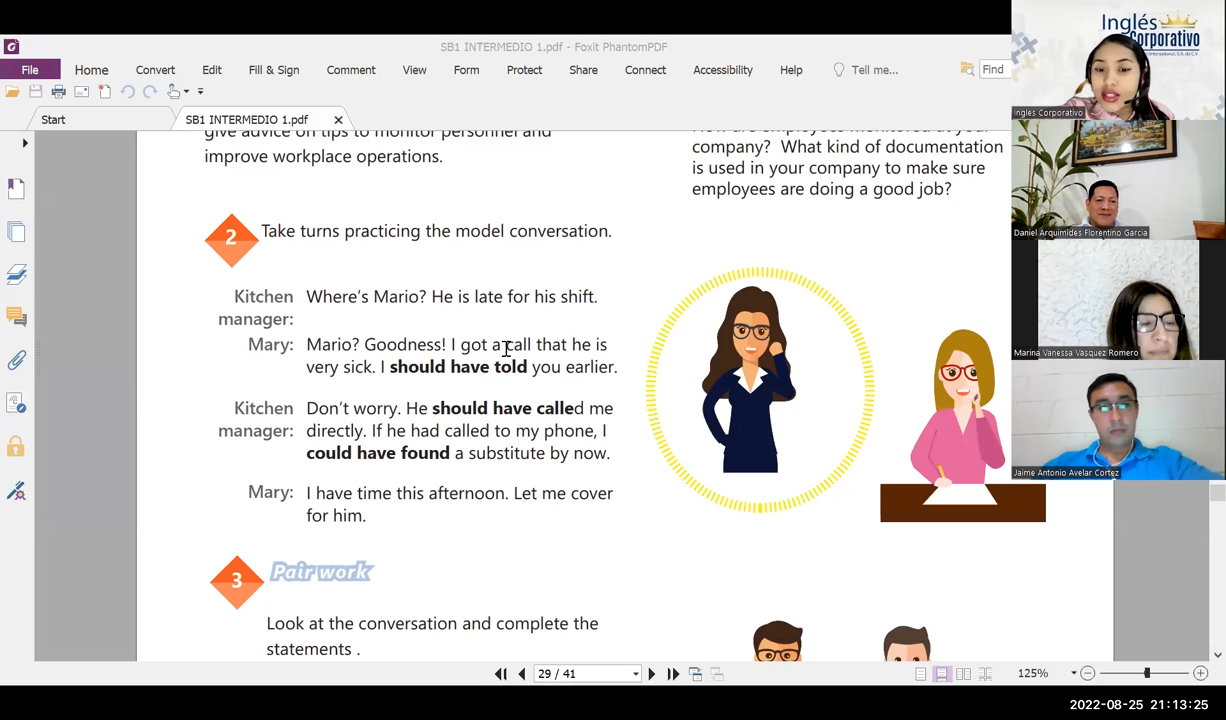 SB1 INTERMEDIO 1.pdf - Foxit PhantomPDF
File Home Convert Edit Fill & Sign Comment View Form Protect Share Connect Accessibility Help Tell me... Find
Start SB1 INTERMEDIO 1.pdf
give advice on tips to monitor personnel and
improve workplace operations.
How are employees monitored at your
company? What kind of documentation
is used in your company to make sure
employees are doing a good job?
2 Take turns practicing the model conversation.
Kitchen manager: Where's Mario? He is late for his shift.
Mary: Mario? Goodness! I got a call that he is
very sick. I should have told you earlier.
Kitchen manager: Don't worry. He should have called me
directly. If he had called to my phone, I
could have found a substitute by now.
Mary: I have time this afternoon. Let me cover
for him.
3 Pair work
Look at the conversation and complete the
statements .
29 / 41
125%
Inglés
Corporativo
Internacional, S.A. de C.V.
Ingles Corporativo
Daniel Arquimides Florentino Garcia
Marina Vanessa Vasquez Romero
Jaime Antonio Avelar Cortez
2022-08-25 21:13:25